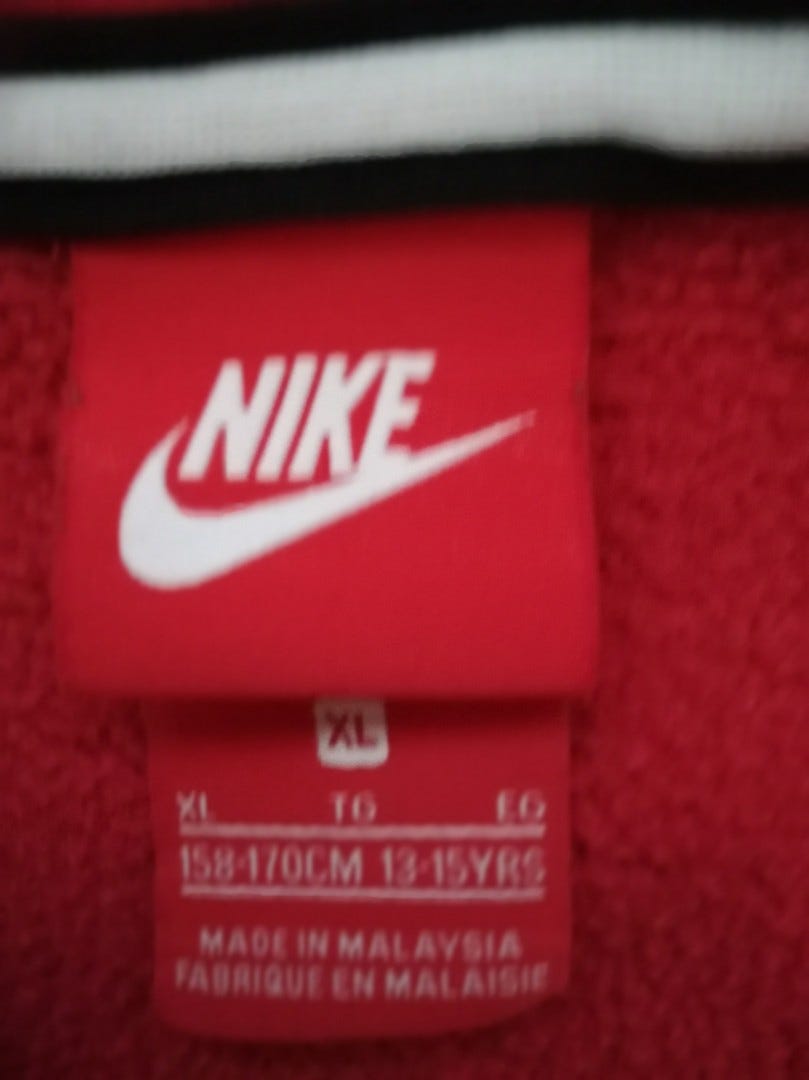 NIKE
XL
XL TG EG
158-170CM 13-15YRS
MADE IN MALAYSIA
FABRIQUE EN MALAISIE